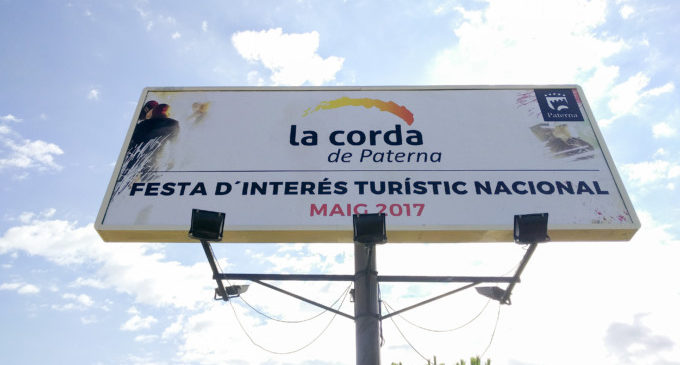 la corda
de Paterna
Paterna
FESTA D´INTERÉS TURÍSTIC NACIONAL
MAIG 2017